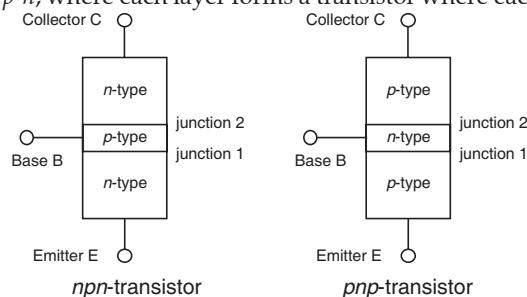 p-n, where each layer forms a transistor where eac
Collector C
n-type
p-type
n-type
junction 2
junction 1
Base B
Emitter E
npn-transistor
Collector C
p-type
n-type
p-type
junction 2
junction 1
Base B
Emitter E
pnp-transistor